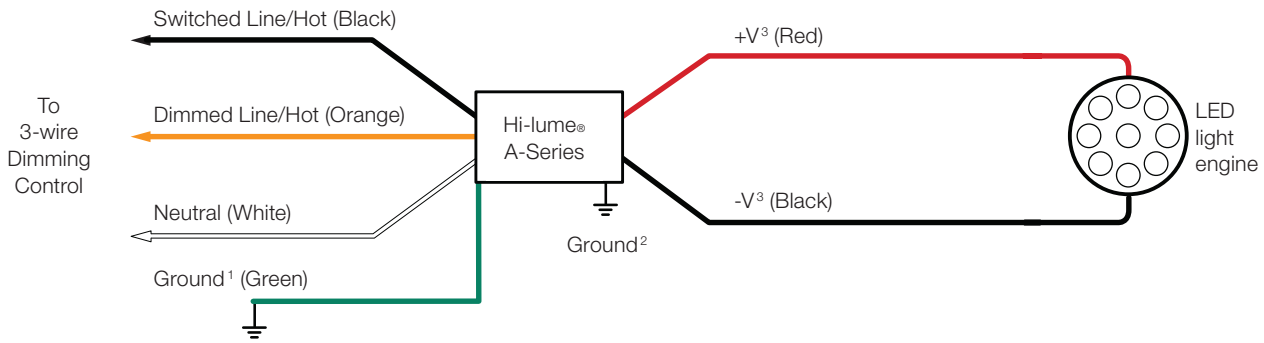 Switched Line/Hot (Black)
+V³ (Red)
To
3-wire
Dimming
Control
Dimmed Line/Hot (Orange)
Hi-lume®
A-Series
LED
light
engine
Neutral (White)
-V³ (Black)
Ground²
Ground¹ (Green)